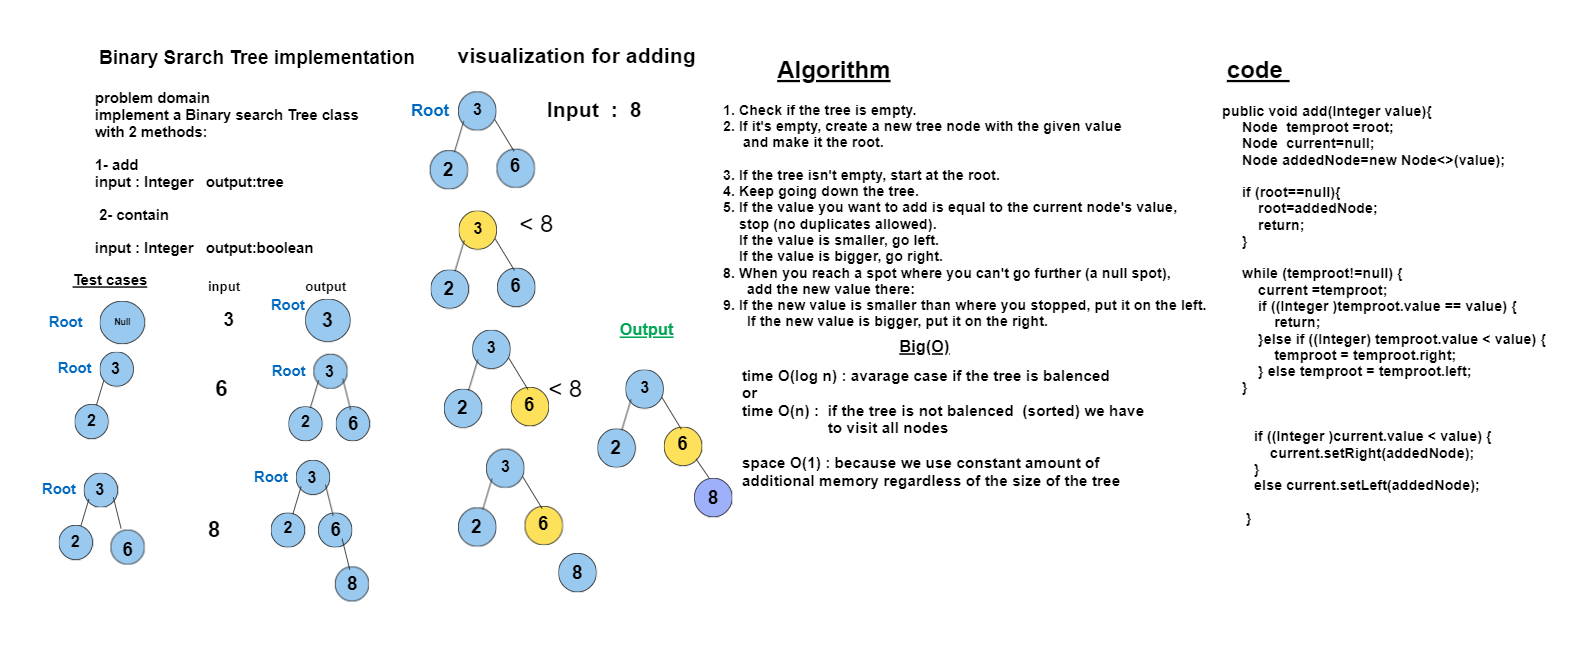 Binary Srarch Tree implementation
problem domain
implement a Binary search Tree class
with 2 methods:
1- add
input : Integer output:tree
2- contain
input : Integer output:boolean
Test cases
input
output
Root
Null
3
Root
3
Root
3
2
6
Root
3
2
6
Root
3
2
6
8
Root
3
2
6
8
visualization for adding
Root
3
2
6
Input : 8
3
2
6
< 8
3
2
6
< 8
3
2
6
8
Output
3
2
6
8
Algorithm
1. Check if the tree is empty.
2. If it's empty, create a new tree node with the given value
and make it the root.
3. If the tree isn't empty, start at the root.
4. Keep going down the tree.
5. If the value you want to add is equal to the current node's value,
stop (no duplicates allowed).
If the value is smaller, go left.
If the value is bigger, go right.
8. When you reach a spot where you can't go further (a null spot),
add the new value there:
9. If the new value is smaller than where you stopped, put it on the left.
If the new value is bigger, put it on the right.
Big(O)
time O(log n) : avarage case if the tree is balenced
or
time O(n) : if the tree is not balenced (sorted) we have
to visit all nodes
space O(1) : because we use constant amount of
additional memory regardless of the size of the tree
code
public void add(Integer value){
Node temproot =root;
Node current=null;
Node addedNode=new Node<>(value);
if (root==null){
root=addedNode;
return;
}
while (temproot!=null) {
current =temproot;
if ((Integer )temproot.value == value) {
return;
}else if ((Integer) temproot.value < value) {
temproot = temproot.right;
} else temproot = temproot.left;
}
if ((Integer )current.value < value) {
current.setRight(addedNode);
}
else current.setLeft(addedNode);
}